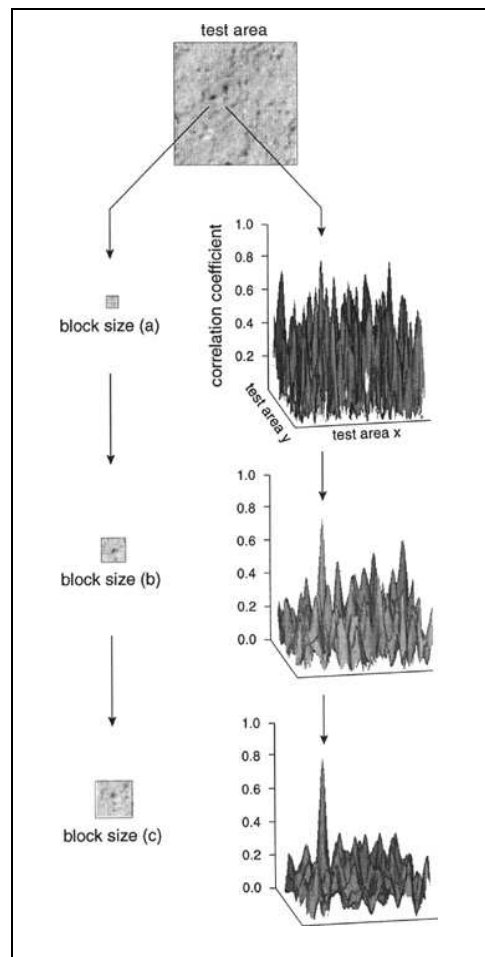 test area
correlation coefficient
1.0
0.8
0.6
0.4
0.2
test area y
test area x
block size (a)
1.0
0.8
0.6
0.4
0.2
0.0
block size (b)
1.0
0.8
0.6
0.4
0.2
0.0
block size (c)